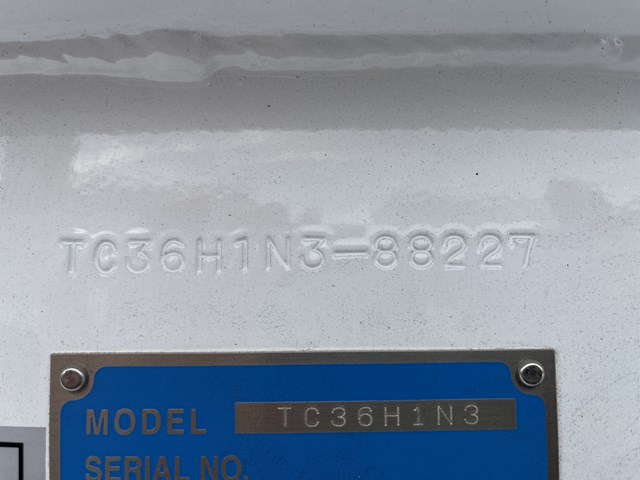 TC36H1N3-88227
MODEL TC36H1N3
SERIAL NO.